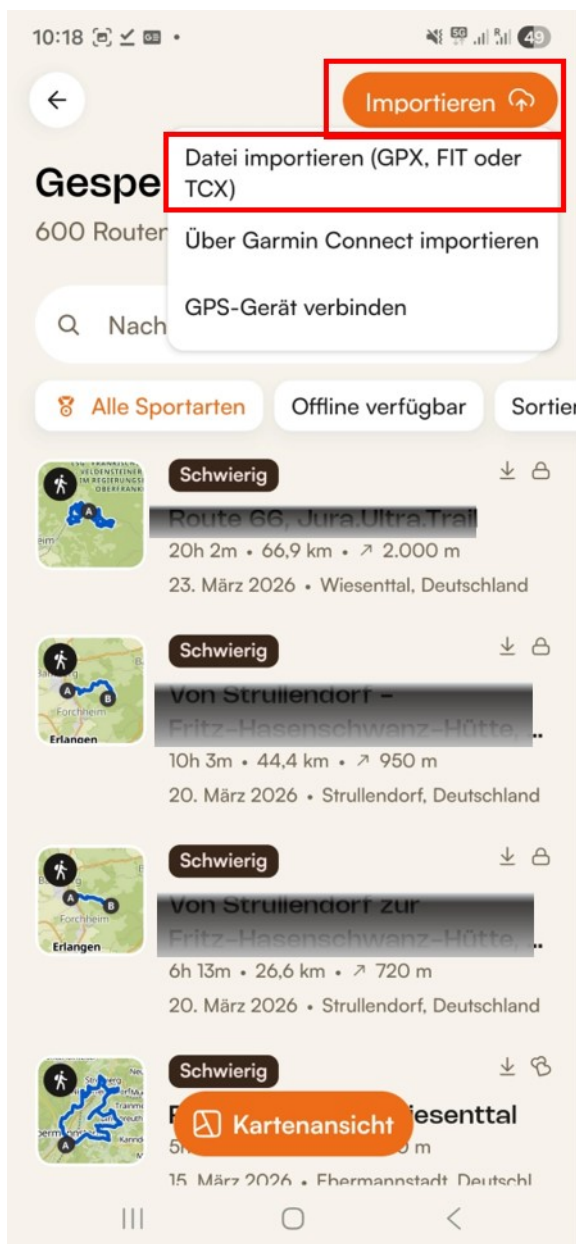 10:18
49
Importieren
Datei importieren (GPX, FIT oder
TCX)
Gespe
600 Routen
Über Garmin Connect importieren
GPS-Gerät verbinden
Nach
Alle Sportarten
Offline verfügbar
Sortier
Schwierig
Route 66, Jura.Ultra.Trail
20h 2m • 66,9 km • ↗ 2.000 m
23. März 2026 • Wiesenttal, Deutschland
Schwierig
Von Strullendorf –
Fritz-Hasenschwanz-Hütte, ...
10h 3m • 44,4 km • ↗ 950 m
20. März 2026 • Strullendorf, Deutschland
Schwierig
Von Strullendorf zur
Fritz-Hasenschwanz-Hütte, ...
6h 13m • 26,6 km • ↗ 720 m
20. März 2026 • Strullendorf, Deutschland
Schwierig
iesenttal
Kartenansicht
m
15. März 2026 • Ebermannstadt, Deutschl
A
Forchheim
Erlangen
A
B
Forchheim
Erlangen
A
B
A